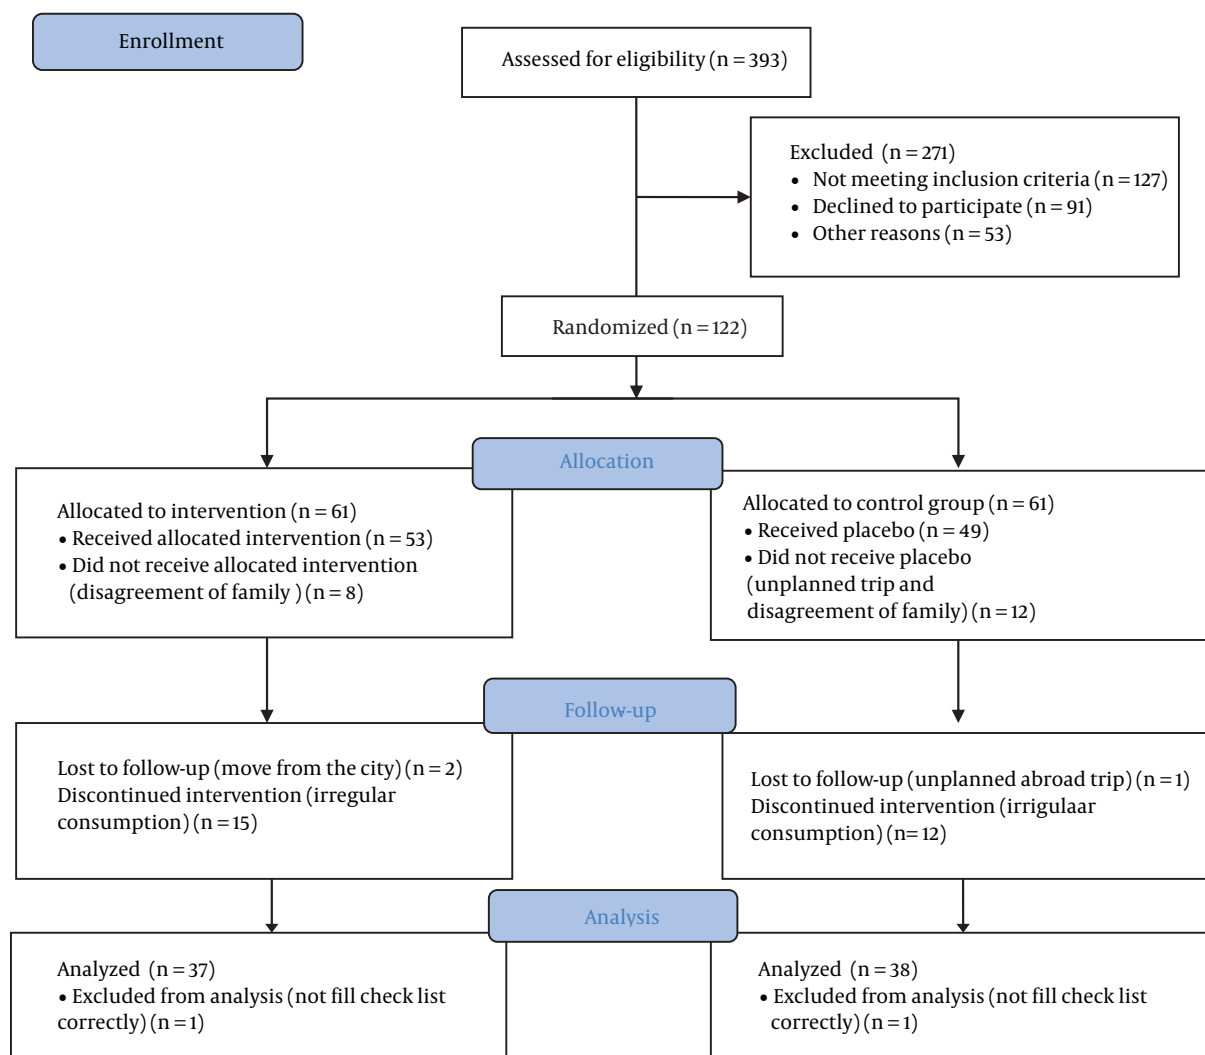 Enrollment
Assessed for eligibility (n = 393)
Excluded (n = 271)
• Not meeting inclusion criteria (n = 127)
• Declined to participate (n = 91)
• Other reasons (n = 53)
Randomized (n = 122)
Allocation
Allocated to intervention (n = 61)
• Received allocated intervention (n = 53)
• Did not receive allocated intervention
(disagreement of family ) (n = 8)
Allocated to control group (n = 61)
• Received placebo (n = 49)
• Did not receive placebo
(unplanned trip and
disagreement of family) (n = 12)
Follow-up
Lost to follow-up (move from the city) (n = 2)
Discontinued intervention (irregular
consumption) (n = 15)
Lost to follow-up (unplanned abroad trip) (n = 1)
Discontinued intervention (irrigulaar
consumption) (n= 12)
Analysis
Analyzed (n = 37)
• Excluded from analysis (not fill check list
correctly) (n = 1)
Analyzed (n = 38)
• Excluded from analysis (not fill check list
correctly) (n = 1)